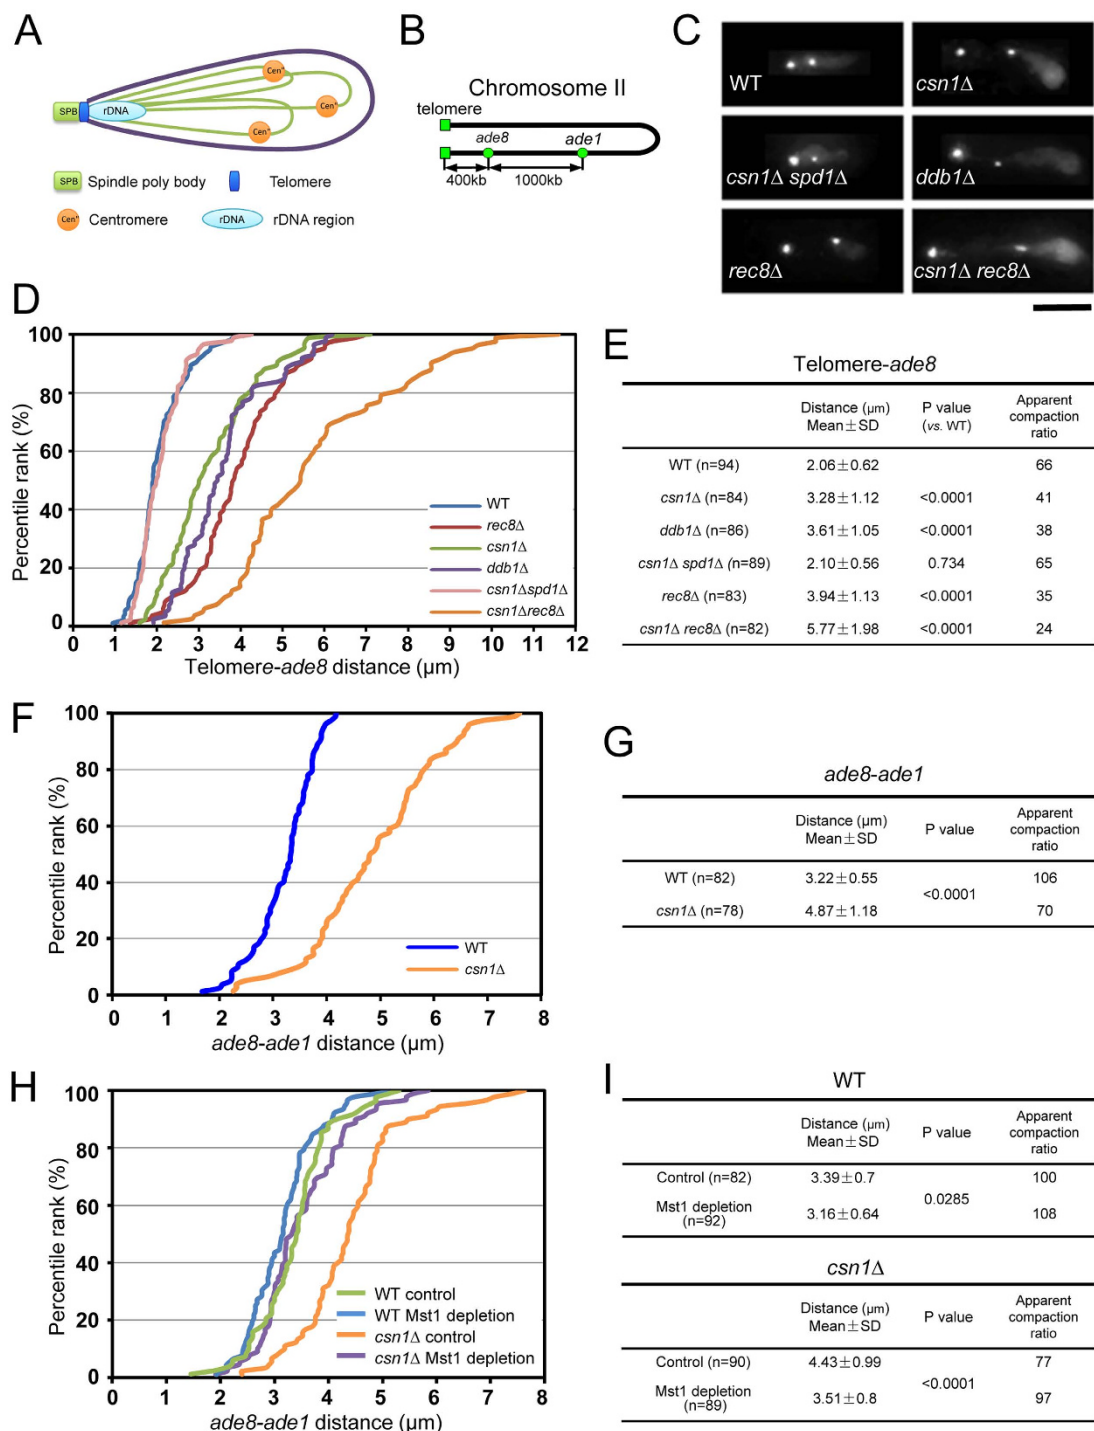 A
SPB
rDNA
Cen"
Cen"
Cen"
SPB Spindle poly body
Telomere
Cen" Centromere
rDNA rDNA region
B
Chromosome II
telomere
ade8
ade1
400kb
1000kb
C
WT
csn1Δ
csn1Δ spd1Δ
ddb1Δ
rec8Δ
csn1Δ rec8Δ
D
Percentile rank (%)
100
80
60
40
20
0
0 1 2 3 4 5 6 7 8 9 10 11 12
Telomere-ade8 distance (μm)
WT
rec8Δ
csn1Δ
ddb1Δ
csn1Δspd1Δ
csn1Δrec8Δ
E
Telomere-ade8
Distance (μm) Mean±SD P value (vs. WT) Apparent compaction ratio
WT (n=94) 2.06±0.62 66
csn1Δ (n=84) 3.28±1.12 <0.0001 41
ddb1Δ (n=86) 3.61±1.05 <0.0001 38
csn1Δ spd1Δ (n=89) 2.10±0.56 0.734 65
rec8Δ (n=83) 3.94±1.13 <0.0001 35
csn1Δ rec8Δ (n=82) 5.77±1.98 <0.0001 24
F
Percentile rank (%)
100
80
60
40
20
0
0 1 2 3 4 5 6 7 8
ade8-ade1 distance (μm)
WT
csn1Δ
G
ade8-ade1
Distance (μm) Mean±SD P value Apparent compaction ratio
WT (n=82) 3.22±0.55 106
<0.0001
csn1Δ (n=78) 4.87±1.18 70
H
Percentile rank (%)
100
80
60
40
20
0
0 1 2 3 4 5 6 7 8
ade8-ade1 distance (μm)
WT control
WT Mst1 depletion
csn1Δ control
csn1Δ Mst1 depletion
I
WT
Distance (μm) Mean±SD P value Apparent compaction ratio
Control (n=82) 3.39±0.7 100
0.0285
Mst1 depletion (n=92) 3.16±0.64 108
csn1Δ
Distance (μm) Mean±SD P value Apparent compaction ratio
Control (n=90) 4.43±0.99 77
<0.0001
Mst1 depletion (n=89) 3.51±0.8 97